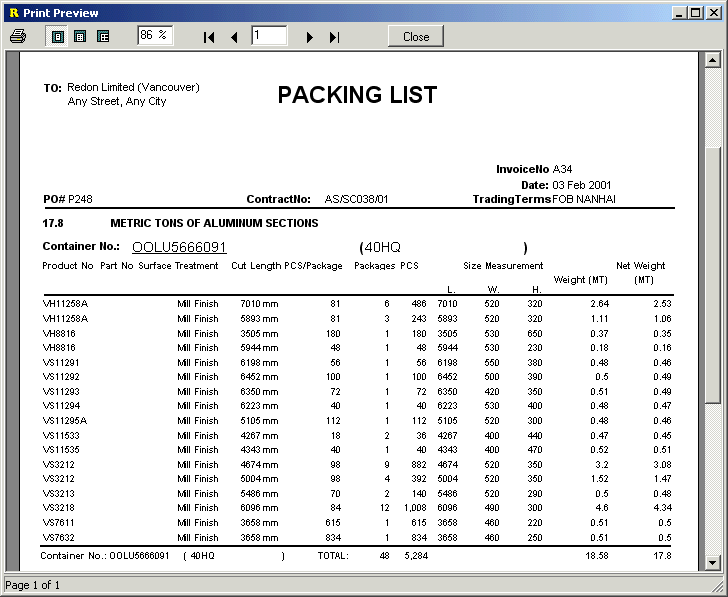 R Print Preview
86 % 1 Close
TO: Redon Limited (Vancouver)
Any Street, Any City
PACKING LIST
InvoiceNo A34
Date: 03 Feb 2001
PO# P248 ContractNo: AS/SC038/01 TradingTerms FOB NANHAI
17.8 METRIC TONS OF ALUMINUM SECTIONS
Container No.: OOLU5666091 (40HQ )
Product No Part No Surface Treatment Cut Length PCS/Package Packages PCS Size Measurement Net Weight
Weight (MT) (MT)
L. W. H.
VH11258A Mill Finish 7010 mm 81 6 486 7010 520 320 2.64 2.53
VH11258A Mill Finish 5893 mm 81 3 243 5893 520 320 1.11 1.06
VH8816 Mill Finish 3505 mm 180 1 180 3505 530 650 0.37 0.35
VH8816 Mill Finish 5944 mm 48 1 48 5944 530 230 0.18 0.16
VS11291 Mill Finish 6198 mm 56 1 56 6198 550 380 0.48 0.46
VS11292 Mill Finish 6452 mm 100 1 100 6452 500 390 0.5 0.49
VS11293 Mill Finish 6350 mm 72 1 72 6350 420 350 0.51 0.49
VS11294 Mill Finish 6223 mm 40 1 40 6223 530 400 0.48 0.47
VS11295A Mill Finish 5105 mm 112 1 112 5105 520 300 0.48 0.46
VS11533 Mill Finish 4267 mm 18 2 36 4267 400 440 0.47 0.45
VS11535 Mill Finish 4343 mm 40 1 40 4343 400 470 0.52 0.51
VS3212 Mill Finish 4674 mm 98 9 882 4674 520 350 3.2 3.08
VS3212 Mill Finish 5004 mm 98 4 392 5004 520 350 1.52 1.47
VS3213 Mill Finish 5486 mm 70 2 140 5486 520 290 0.5 0.48
VS3218 Mill Finish 6096 mm 84 12 1,008 6096 490 300 4.6 4.34
VS7611 Mill Finish 3658 mm 615 1 615 3658 460 220 0.51 0.5
VS7632 Mill Finish 3658 mm 834 1 834 3658 460 250 0.51 0.5
Container No.: OOLU5666091 ( 40HQ ) TOTAL: 48 5,284 18.58 17.8
Page 1 of 1